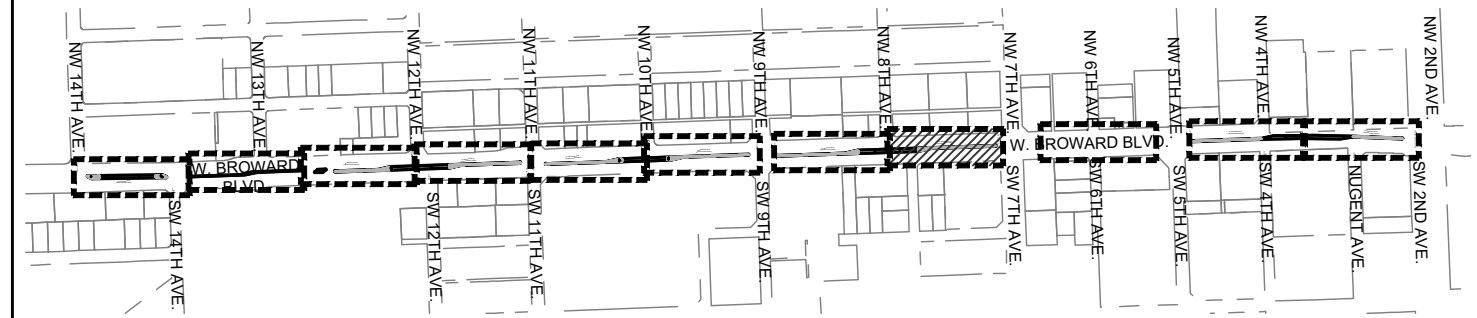 NW 14TH AVE.
NW 13TH AVE.
NW 12TH AVE.
NW 11TH AVE.
NW 10TH AVE.
NW 9TH AVE.
NW 8TH AVE.
NW 7TH AVE.
NW 6TH AVE.
NW 5TH AVE.
NW 4TH AVE.
NW 2ND AVE.
W. BROWARD
BLVD.
W. BROWARD BLVD.
SW 14TH AVE.
SW 12TH AVE.
SW 11TH AVE.
SW 9TH AVE.
SW 7TH AVE.
SW 6TH AVE.
SW 5TH AVE.
SW 4TH AVE.
NUGENT AVE.
SW 2ND AVE.